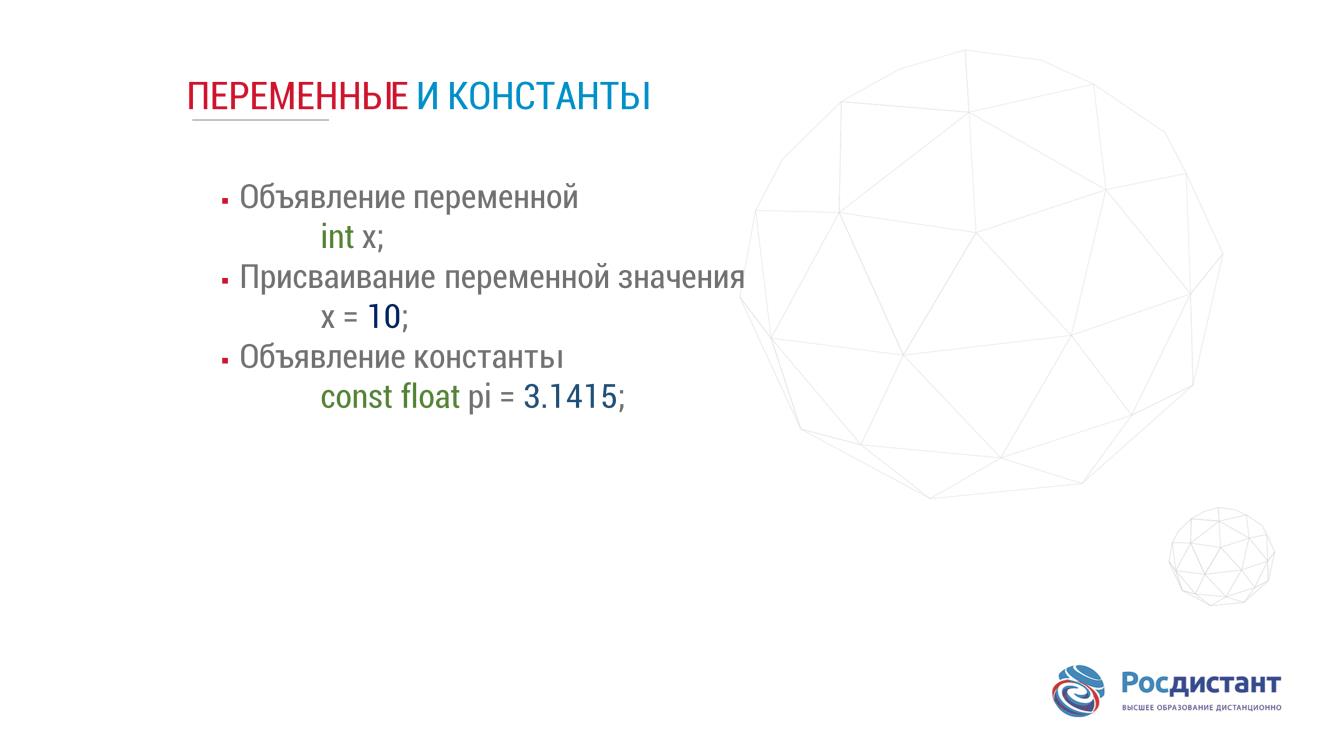 ПЕРЕМЕННЫЕ И КОНСТАНТЫ
▪ Объявление переменной
int x;
▪ Присваивание переменной значения
x = 10;
▪ Объявление константы
const float pi = 3.1415;
Росдистант
ВЫСШЕЕ ОБРАЗОВАНИЕ ДИСТАНЦИОННО